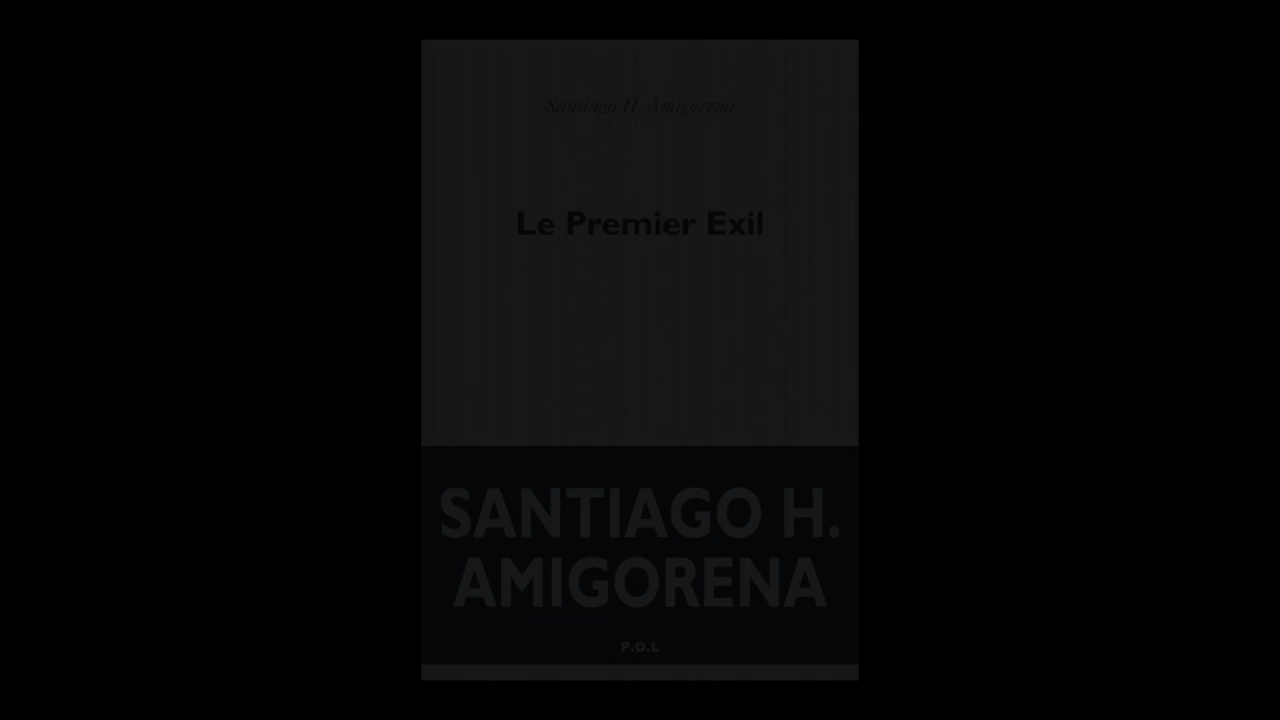 Santiago H. Amigorena
Le Premier Exil
SANTIAGO H.
AMIGORENA
P.O.L